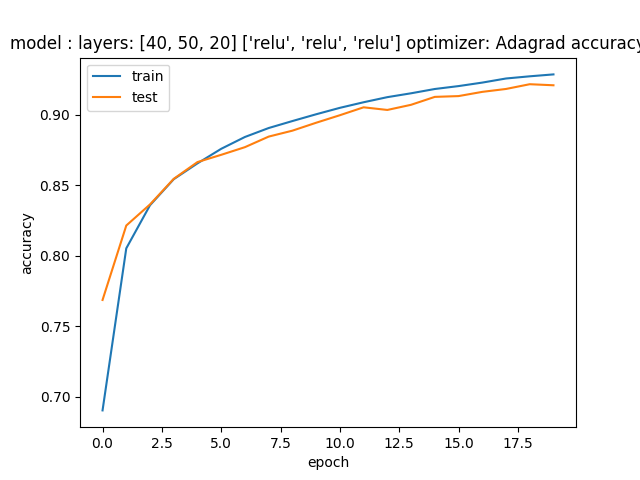 model : layers: [40, 50, 20] ['relu', 'relu', 'relu'] optimizer: Adagrad accuracy
train
test
0.90
0.85
0.80
0.75
0.70
accuracy
0.0 2.5 5.0 7.5 10.0 12.5 15.0 17.5
epoch